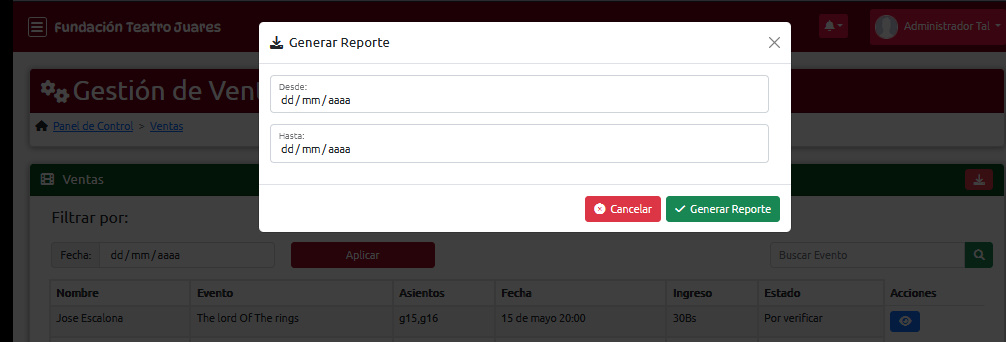 Fundación Teatro Juares
Administrador Tal
Generar Reporte
Gestión de Vent
Desde:
dd/mm/aaaa
Panel de Control > Ventas
Hasta:
dd/mm/aaaa
Ventas
Cancelar
Generar Reporte
Filtrar por:
Fecha: dd/mm/aaaa Aplicar Buscar Evento
Nombre Evento Asientos Fecha Ingreso Estado Acciones
Jose Escalona The lord Of The rings g15,g16 15 de mayo 20:00 30Bs Por verificar